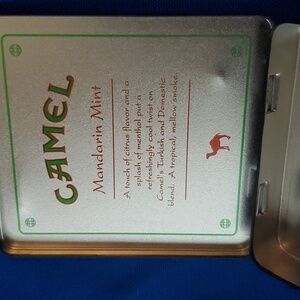 CAMEL
Mandarin Mint
A touch of citrus flavor and a
splash of menthol put a
refreshingly cool twist on
Camel's Turkish and Domestic
blend. A tropical, mellow smoke.